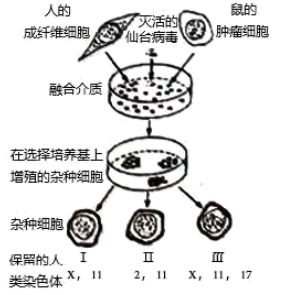 人的
成纤维细胞
灭活的
仙台病毒
鼠的
肿瘤细胞
融合介质
在选择培养基上
增殖的杂种细胞
杂种细胞
I II III
保留的人
类染色体
X, 11 2, 11 X, 11, 17